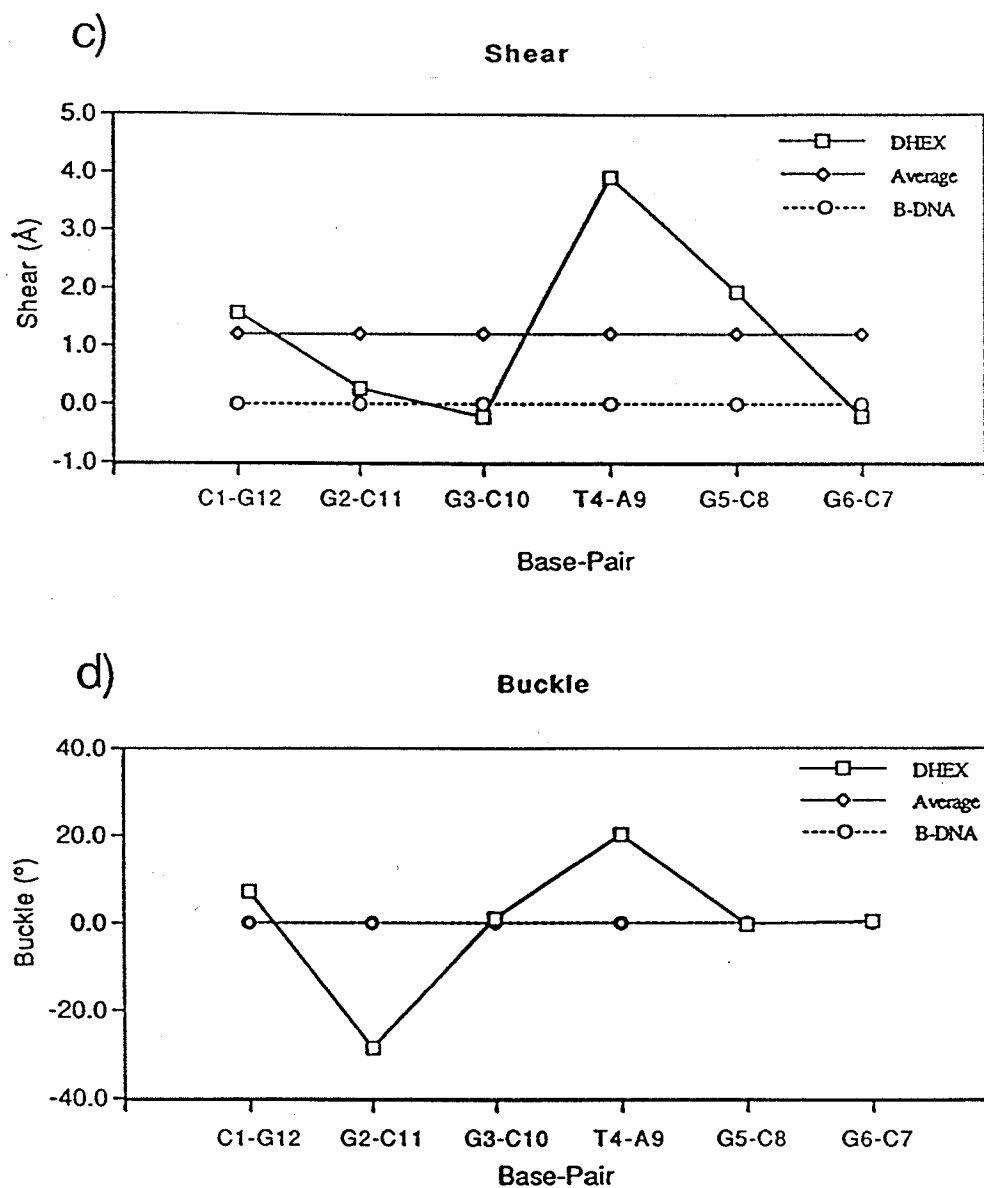 c)
Shear
5.0
4.0
3.0
2.0
1.0
0.0
-1.0
Shear (Å)
DHEX
Average
B-DNA
C1-G12 G2-C11 G3-C10 T4-A9 G5-C8 G6-C7
Base-Pair
d)
Buckle
40.0
20.0
0.0
-20.0
-40.0
Buckle (°)
DHEX
Average
B-DNA
C1-G12 G2-C11 G3-C10 T4-A9 G5-C8 G6-C7
Base-Pair